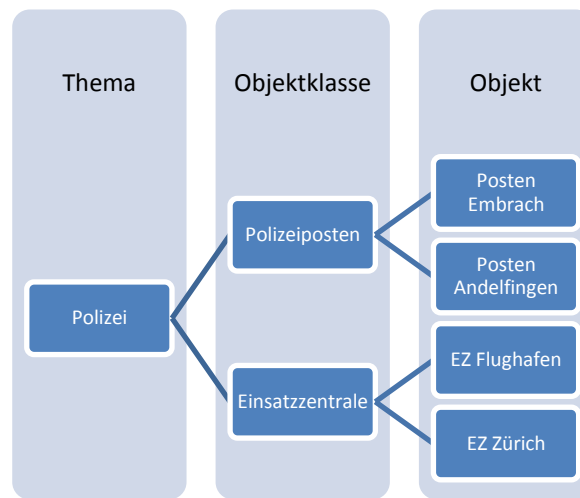 Thema
Objektklasse
Objekt
Polizei
Polizeiposten
Einsatzzentrale
Posten
Embrach
Posten
Andelfingen
EZ Flughafen
EZ Zürich